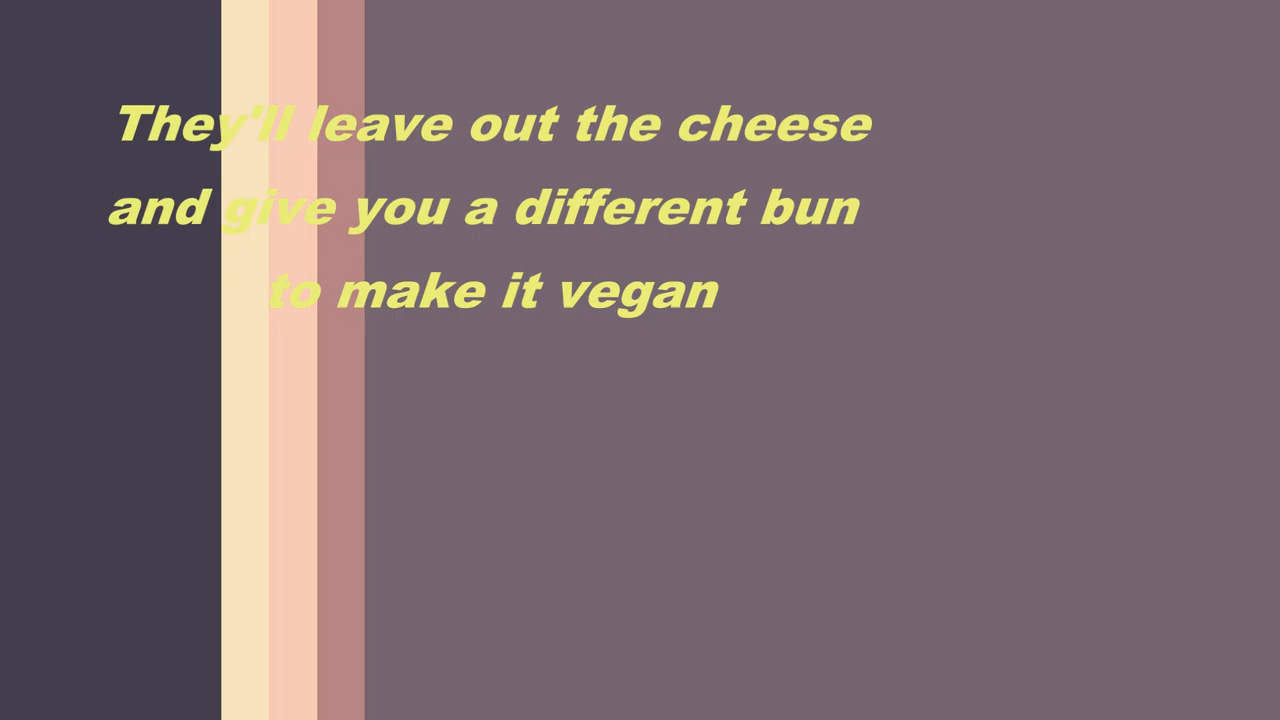 They'll leave out the cheese
and give you a different bun
to make it vegan